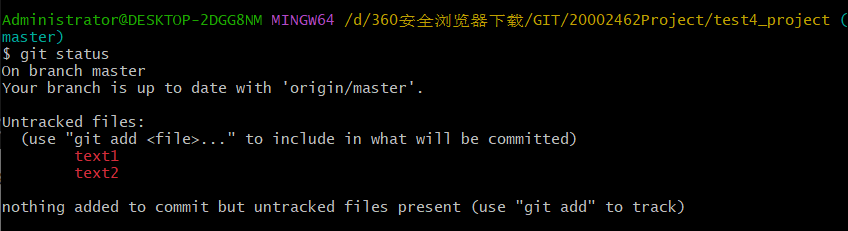 Administrator@DESKTOP-2DGG8NM MINGW64 /d/360安全浏览器下载/GIT/20002462Project/test4_project (
master)
$ git status
On branch master
Your branch is up to date with 'origin/master'.
Untracked files:
  (use "git add <file>..." to include in what will be committed)
        text1
        text2
nothing added to commit but untracked files present (use "git add" to track)